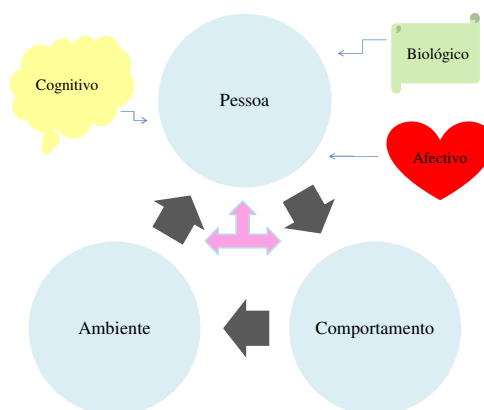 Biológico
Cognitivo
Pessoa
Afectivo
Ambiente
Comportamento